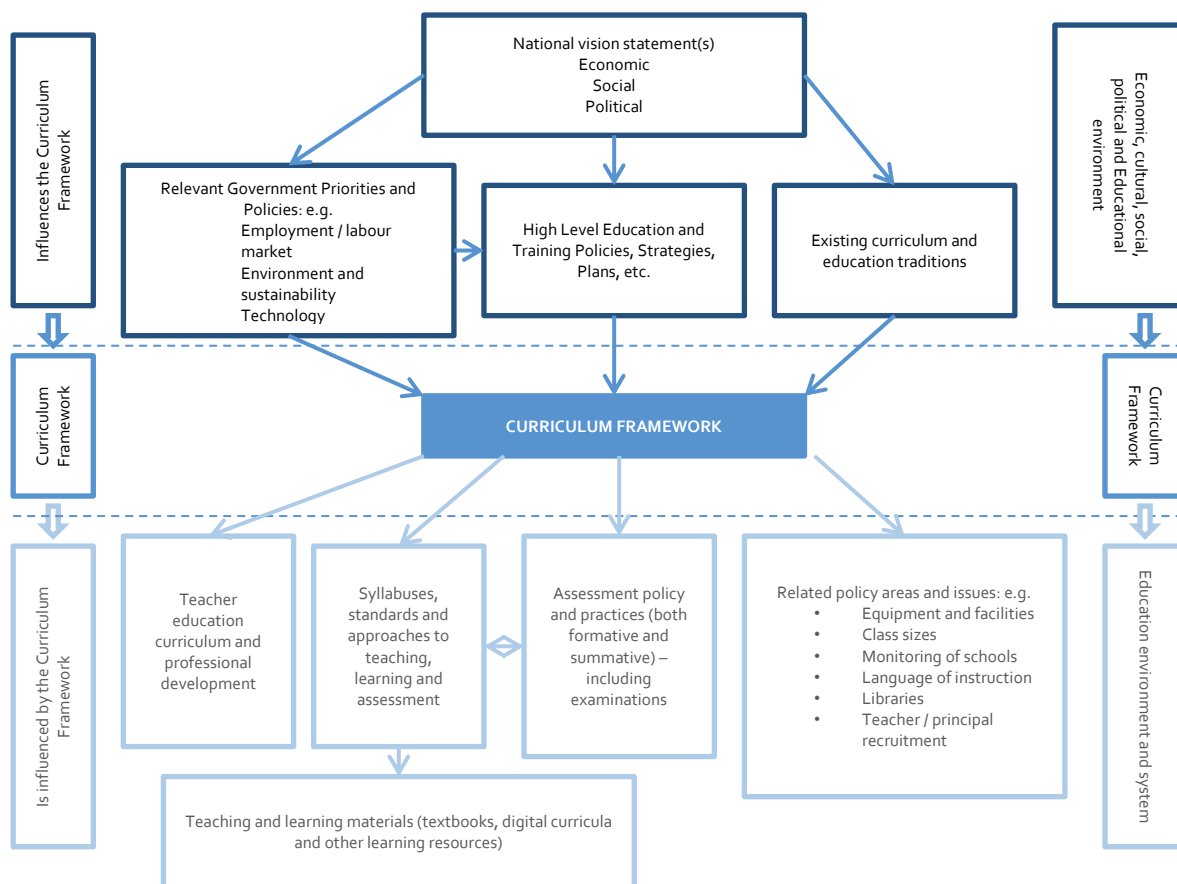 National vision statement(s)
Economic
Social
Political
Influences the Curriculum
Framework
Economic, cultural, social,
political and Educational
environment
Relevant Government Priorities and
Policies: e.g.
Employment / labour
market
Environment and
sustainability
Technology
High Level Education and
Training Policies, Strategies,
Plans, etc.
Existing curriculum and
education traditions
Curriculum
Framework
CURRICULUM FRAMEWORK
Curriculum
Framework
Is influenced by the Curriculum
Framework
Teacher
education
curriculum and
professional
development
Syllabuses,
standards and
approaches to
teaching,
learning and
assessment
Assessment policy
and practices (both
formative and
summative) –
including
examinations
Related policy areas and issues: e.g.
• Equipment and facilities
• Class sizes
• Monitoring of schools
• Language of instruction
• Libraries
• Teacher / principal
recruitment
Education environment and system
Teaching and learning materials (textbooks, digital curricula
and other learning resources)